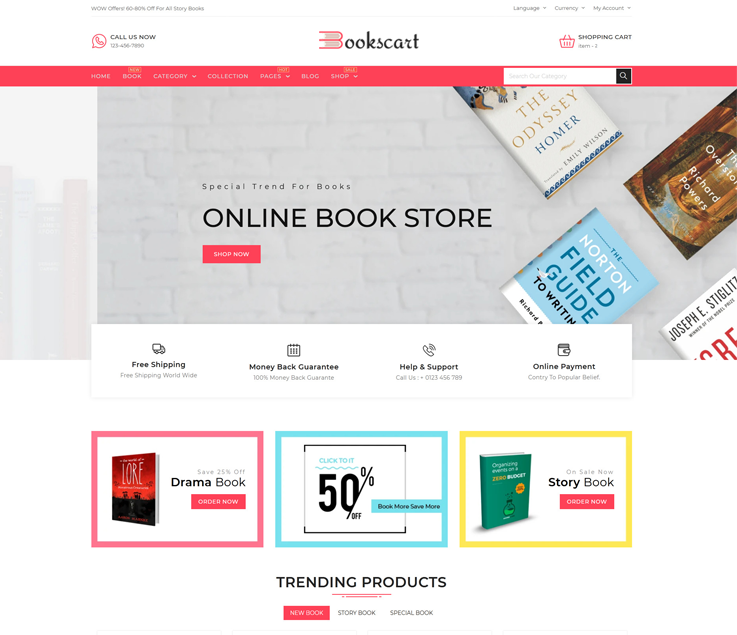 WOW Offers! 60-80% Off For All Story Books
Language
Currency
My Account
CALL US NOW
123-456-7890
Bookscart
SHOPPING CART
item - 2
NEW
HOT
SALE
HOME
BOOK
CATEGORY
COLLECTION
PAGES
BLOG
SHOP
Search Our Category
THE
ODYSSEY
HOMER
Translated by EMILY WILSON
The
Overstory
Richard
Powers
Special Trend For Books
ONLINE BOOK STORE
SHOP NOW
THE
NORTON
FIELD
GUIDE
TO WRITING
Richard
JOSEPH E. STIGLITZ
WINNER OF THE NOBEL PRIZE
Free Shipping
Free Shipping World Wide
Money Back Guarantee
100% Money Back Guarante
Help & Support
Call Us : + 0123 456 789
Online Payment
Contry To Populer Belief.
LORE
Save 25% Off
Drama Book
ORDER NOW
CLICK TO IT
50%
OFF
Book More Save More
Organizing
events on a
ZERO BUDGET
On Sale Now
Story Book
ORDER NOW
TRENDING PRODUCTS
NEW BOOK
STORY BOOK
SPECIAL BOOK